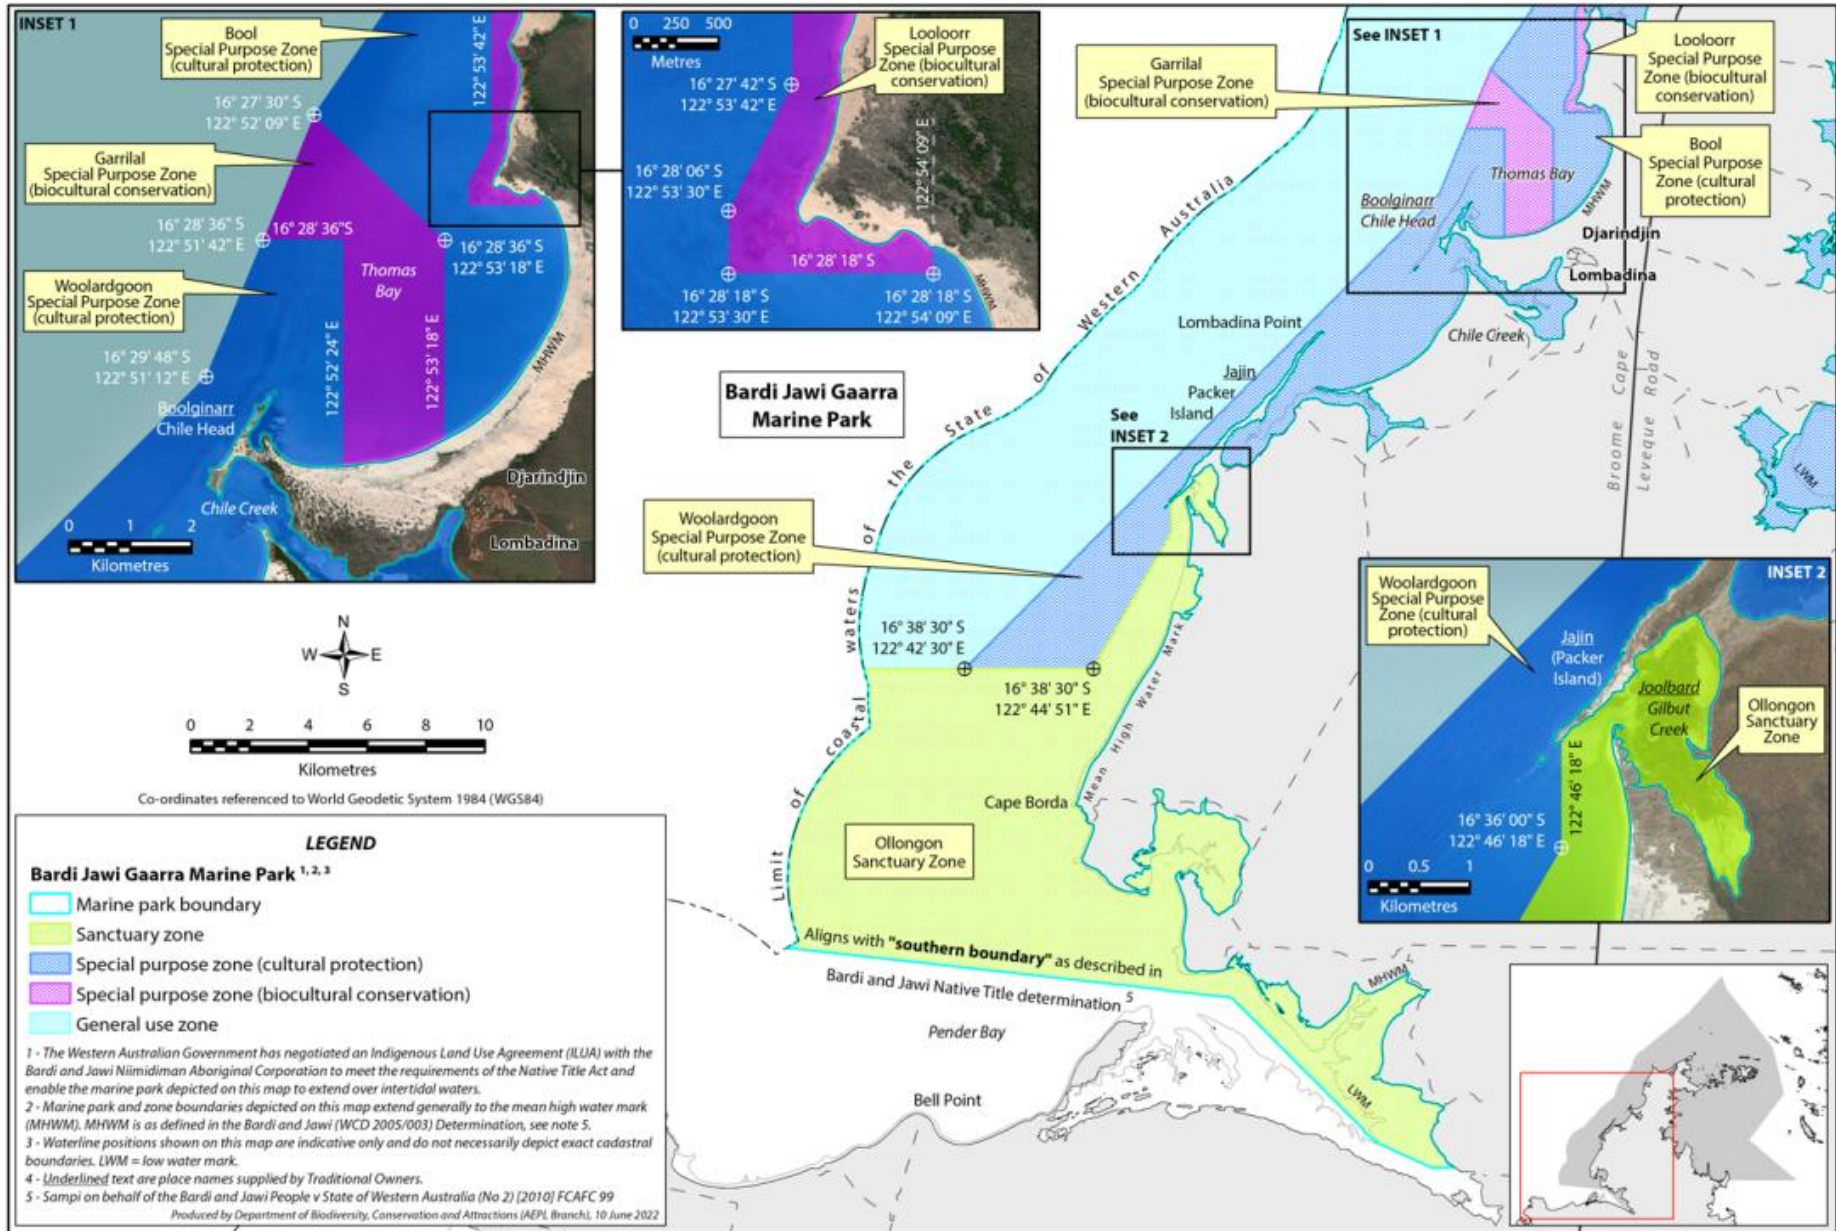 INSET 1
Bool
Special Purpose Zone
(cultural protection)
16° 27' 30" S
122° 52' 09" E
Garrilal
Special Purpose Zone
(biocultural conservation)
16° 28' 36" S
122° 51' 42" E
16° 28' 36"S
Woolardgoon
Special Purpose Zone
(cultural protection)
16° 29' 48" S
122° 51' 12" E
Boolginarr
Chile Head
Chile Creek
0 1 2
Kilometres
122° 53' 42" E
16° 28' 36" S
122° 53' 18" E
Thomas
Bay
122° 52' 24" E
122° 53' 18" E
MHWM
Djarindjin
Lombadina
0 250 500
Metres
Looloorr
Special Purpose
Zone (biocultural
conservation)
16° 27' 42" S
122° 53' 42" E
16° 28' 06" S
122° 53' 30" E
122° 54' 09" E
16° 28' 18" S
16° 28' 18" S
122° 53' 30" E
16° 28' 18" S
122° 54' 09" E
MHWM
Bardi Jawi Gaarra
Marine Park
Garrilal
Special Purpose Zone
(biocultural conservation)
See INSET 1
Looloorr
Special Purpose
Zone (biocultural
conservation)
Bool
Special Purpose
Zone (cultural
protection)
Thomas Bay
Boolginarr
Chile Head
MHWM
Djarindjin
Lombadina
Chile Creek
Lombadina Point
Jajin
Packer
Island
See
INSET 2
Broome Cape
Leveque Road
LWM
Limit of coastal waters of the State of Western Australia
Woolardgoon
Special Purpose Zone
(cultural protection)
16° 38' 30" S
122° 42' 30" E
16° 38' 30" S
122° 44' 51" E
Mean High Water Mark
Cape Borda
Ollongon
Sanctuary Zone
Aligns with "southern boundary" as described in
Bardi and Jawi Native Title determination 5
MHWM
LWM
Pender Bay
Bell Point
INSET 2
Woolardgoon
Special Purpose
Zone (cultural
protection)
Jajin
(Packer
Island)
Joolbard
Gilbut
Creek
Ollongon
Sanctuary
Zone
122° 46' 18" E
16° 36' 00" S
122° 46' 18" E
0 0.5 1
Kilometres
N
W E
S
0 2 4 6 8 10
Kilometres
Co-ordinates referenced to World Geodetic System 1984 (WGS84)
LEGEND
Bardi Jawi Gaarra Marine Park 1, 2, 3
Marine park boundary
Sanctuary zone
Special purpose zone (cultural protection)
Special purpose zone (biocultural conservation)
General use zone
1 - The Western Australian Government has negotiated an Indigenous Land Use Agreement (ILUA) with the
Bardi and Jawi Niimidiman Aboriginal Corporation to meet the requirements of the Native Title Act and
enable the marine park depicted on this map to extend over intertidal waters.
2 - Marine park and zone boundaries depicted on this map extend generally to the mean high water mark
(MHWM). MHWM is as defined in the Bardi and Jawi (WCD 2005/003) Determination, see note 5.
3 - Waterline positions shown on this map are indicative only and do not necessarily depict exact cadastral
boundaries. LWM = low water mark.
4 - Underlined text are place names supplied by Traditional Owners.
5 - Sampi on behalf of the Bardi and Jawi People v State of Western Australia (No 2) [2010] FCAFC 99
Produced by Department of Biodiversity, Conservation and Attractions (AEPL Branch), 10 June 2022